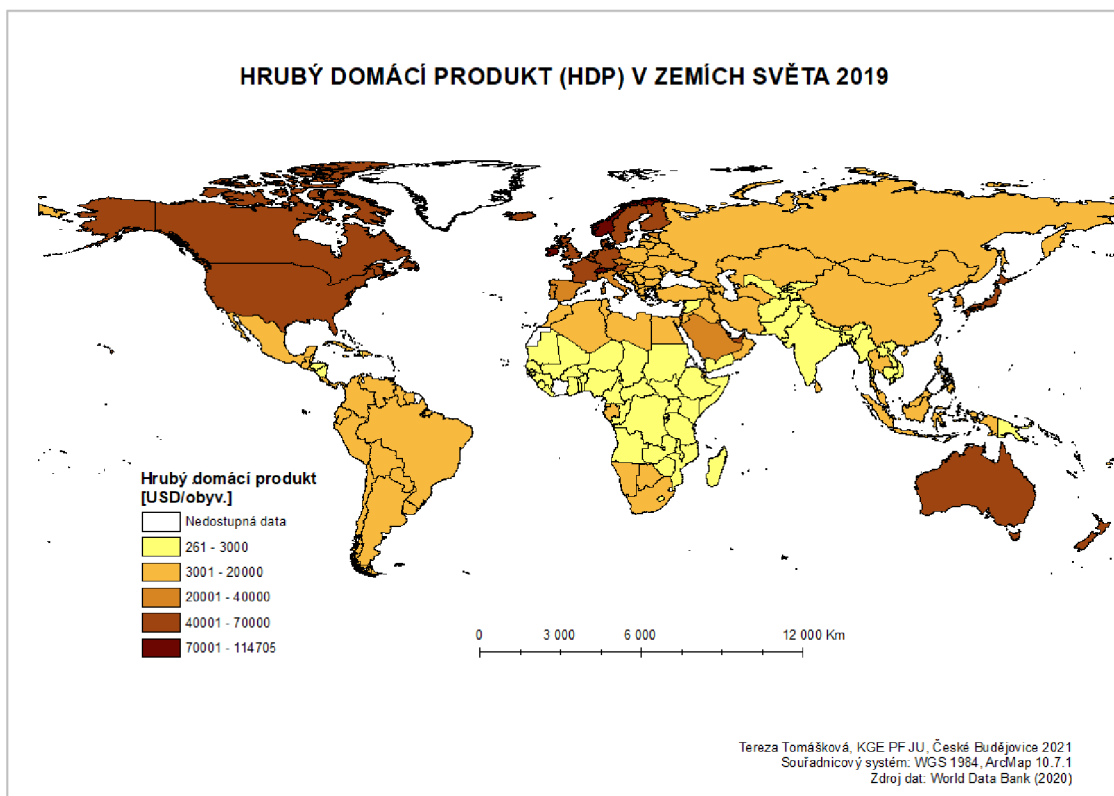 HRUBÝ DOMÁCÍ PRODUKT (HDP) V ZEMÍCH SVĚTA 2019
Hrubý domácí produkt
[USD/obyv.]
Nedostupná data
261 - 3000
3001 - 20000
20001 - 40000
40001 - 70000
70001 - 114705
0 3 000 6 000 12 000 Km
Tereza Tomášková, KGE PF JU, České Budějovice 2021
Souřadnicový systém: WGS 1984, ArcMap 10.7.1
Zdroj dat: World Data Bank (2020)